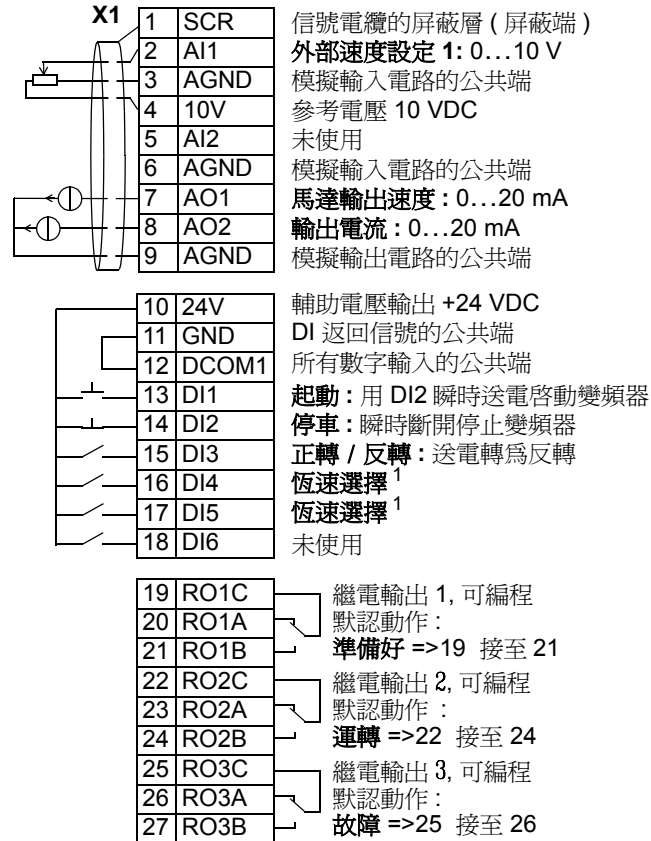 X1
1 SCR 信號電纜的屏蔽層 ( 屏蔽端 )
2 AI1 外部速度設定 1: 0…10 V
3 AGND 模擬輸入電路的公共端
4 10V 參考電壓 10 VDC
5 AI2 未使用
6 AGND 模擬輸入電路的公共端
7 AO1 馬達輸出速度 : 0…20 mA
8 AO2 輸出電流 : 0…20 mA
9 AGND 模擬輸出電路的公共端
10 24V 輔助電壓輸出 +24 VDC
11 GND DI 返回信號的公共端
12 DCOM1 所有數字輸入的公共端
13 DI1 起動 : 用 DI2 瞬時送電啓動變頻器
14 DI2 停車 : 瞬時斷開停止變頻器
15 DI3 正轉 / 反轉 : 送電轉爲反轉
16 DI4 恆速選擇 1
17 DI5 恆速選擇 1
18 DI6 未使用
19 RO1C 繼電輸出 1, 可編程
20 RO1A 默認動作 :
21 RO1B 準備好 =>19 接至 21
22 RO2C 繼電輸出 2, 可編程
23 RO2A 默認動作 :
24 RO2B 運轉 =>22 接至 24
25 RO3C 繼電輸出 3, 可編程
26 RO3A 默認動作 :
27 RO3B 故障 =>25 接至 26